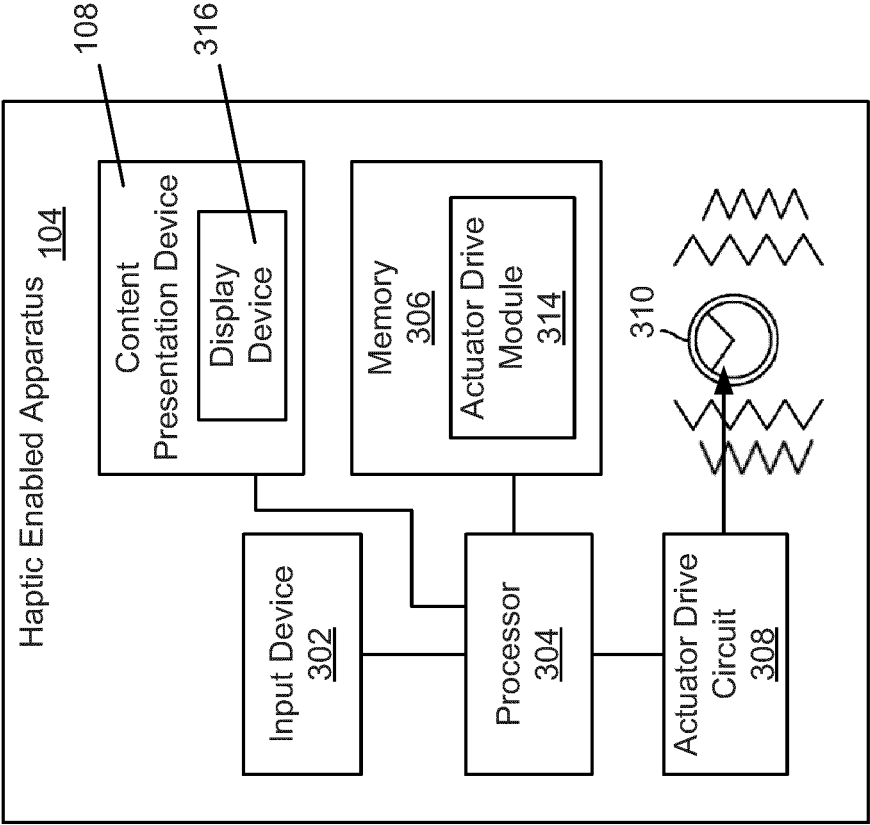 Haptic Enabled Apparatus
104
108
316
Content
Presentation Device
Display
Device
Input Device
302
Memory
306
Actuator Drive
Module
314
Processor
304
310
Actuator Drive
Circuit
308